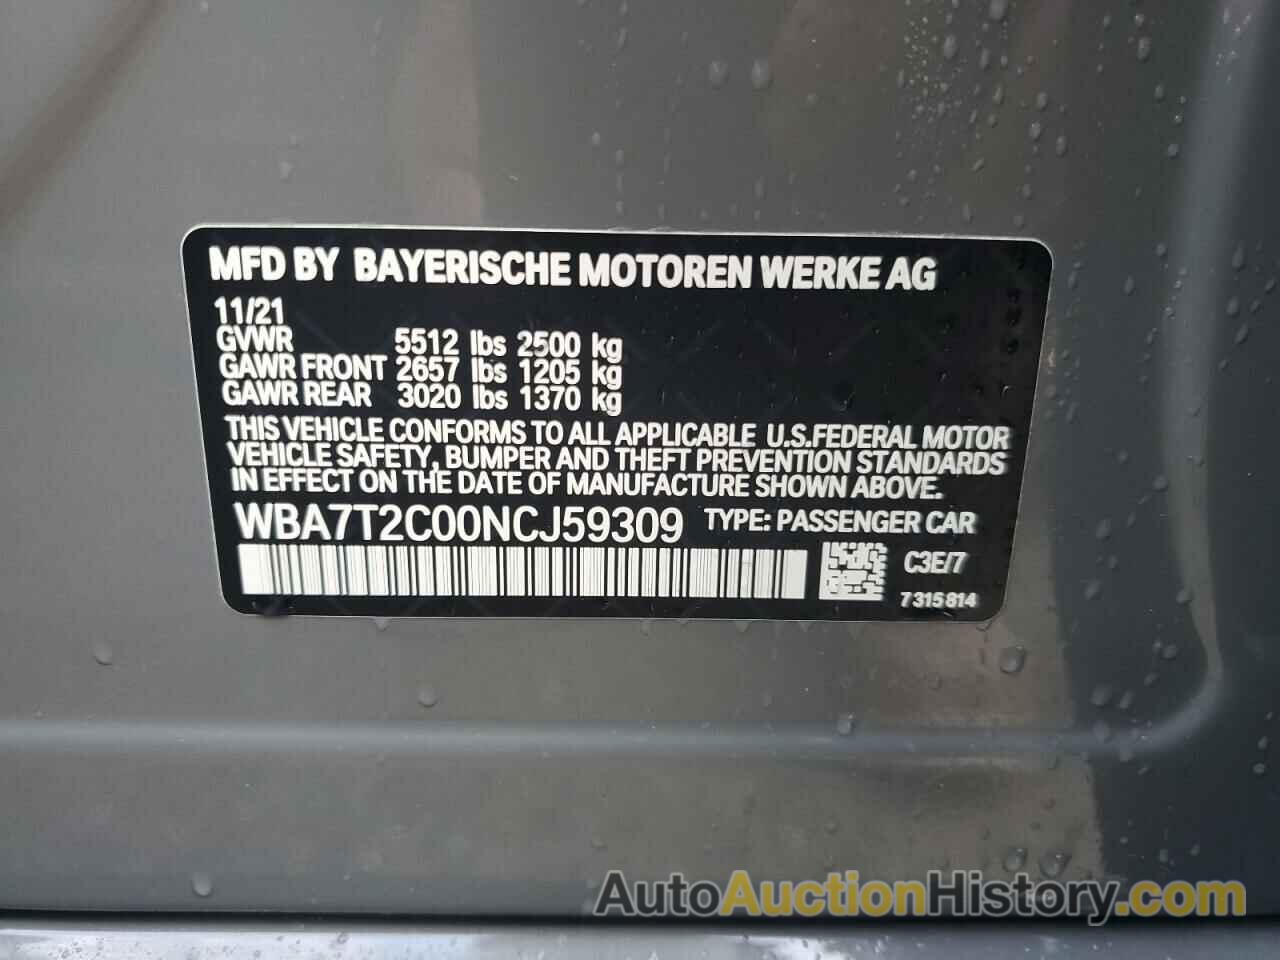 MFD BY BAYERISCHE MOTOREN WERKE AG
11/21
GVWR 5512 lbs 2500 kg
GAWR FRONT 2657 lbs 1205 kg
GAWR REAR 3020 lbs 1370 kg
THIS VEHICLE CONFORMS TO ALL APPLICABLE U.S.FEDERAL MOTOR
VEHICLE SAFETY, BUMPER AND THEFT PREVENTION STANDARDS
IN EFFECT ON THE DATE OF MANUFACTURE SHOWN ABOVE.
WBA7T2C00NCJ59309 TYPE: PASSENGER CAR
C3E/7
7315814
AutoAuctionHistory.com